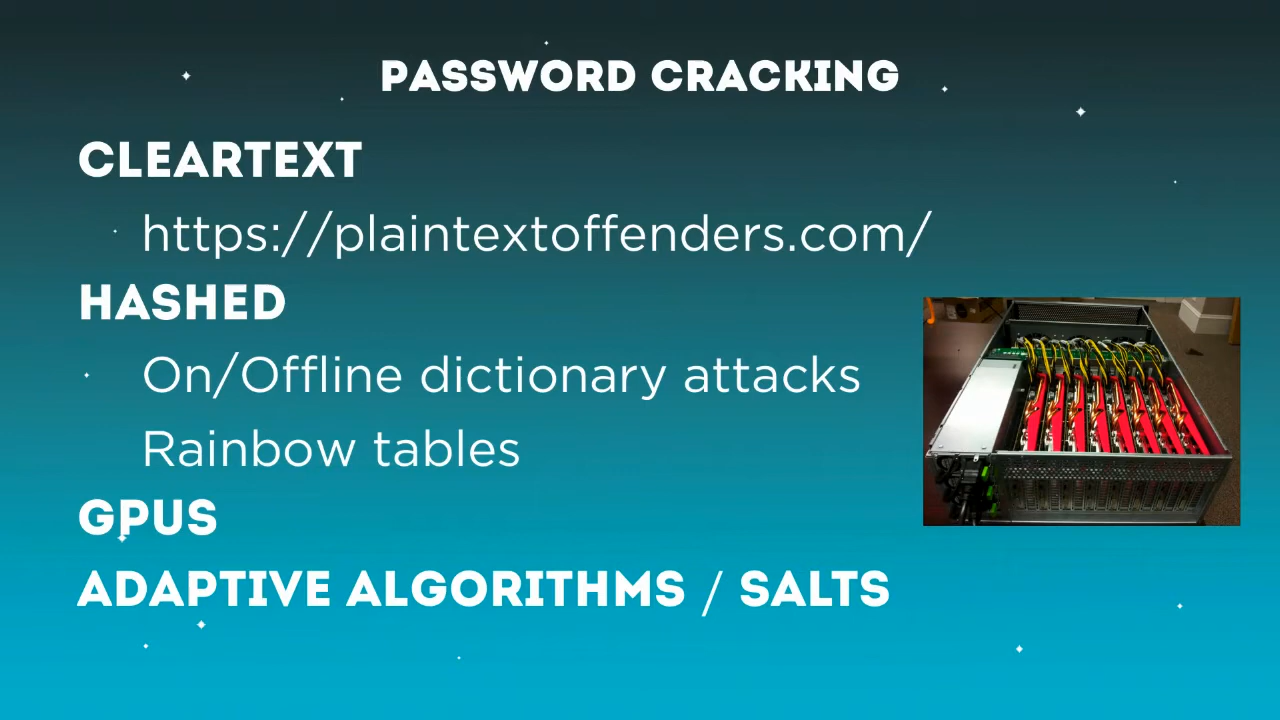 PASSWORD CRACKING
CLEARTEXT
https://plaintextoffenders.com/
HASHED
On/Offline dictionary attacks
Rainbow tables
GPUS
ADAPTIVE ALGORITHMS / SALTS